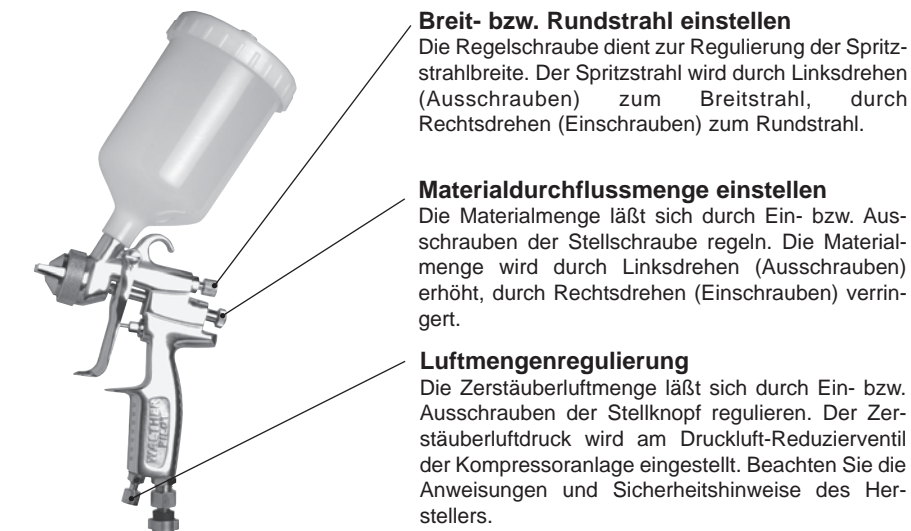 Breit- bzw. Rundstrahl einstellen
Die Regelschraube dient zur Regulierung der Spritz-
strahlbreite. Der Spritzstrahl wird durch Linksdrehen
(Ausschrauben) zum Breitstrahl, durch
Rechtsdrehen (Einschrauben) zum Rundstrahl.
Materialdurchflussmenge einstellen
Die Materialmenge läßt sich durch Ein- bzw. Aus-
schrauben der Stellschraube regeln. Die Material-
menge wird durch Linksdrehen (Ausschrauben)
erhöht, durch Rechtsdrehen (Einschrauben) verrin-
gert.
Luftmengenregulierung
Die Zerstäuberluftmenge läßt sich durch Ein- bzw.
Ausschrauben der Stellknopf regulieren. Der Zer-
stäuberluftdruck wird am Druckluft-Reduzierventil
der Kompressoranlage eingestellt. Beachten Sie die
Anweisungen und Sicherheitshinweise des Her-
stellers.
WALTHER